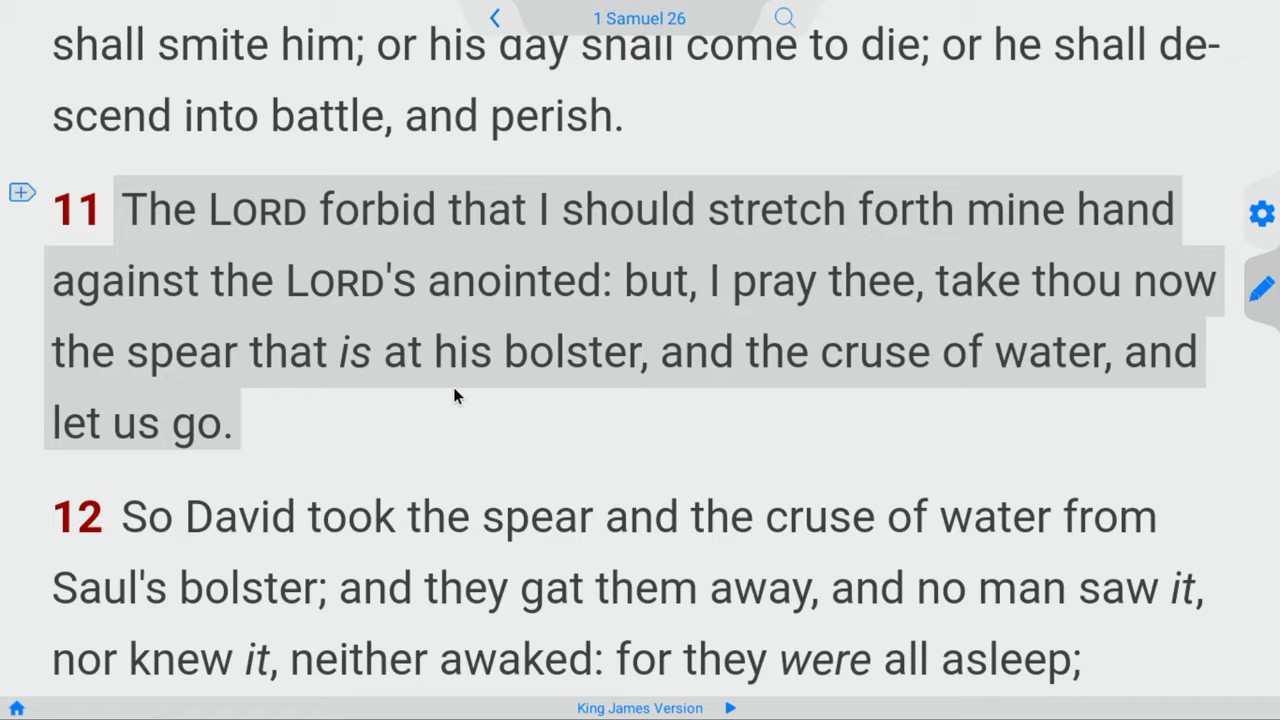 1 Samuel 26
shall smite him; or his day shall come to die; or he shall de-
scend into battle, and perish.
11 The LORD forbid that I should stretch forth mine hand
against the LORD'S anointed: but, I pray thee, take thou now
the spear that is at his bolster, and the cruse of water, and
let us go.
12 So David took the spear and the cruse of water from
Saul's bolster; and they gat them away, and no man saw it,
nor knew it, neither awaked: for they were all asleep;
King James Version